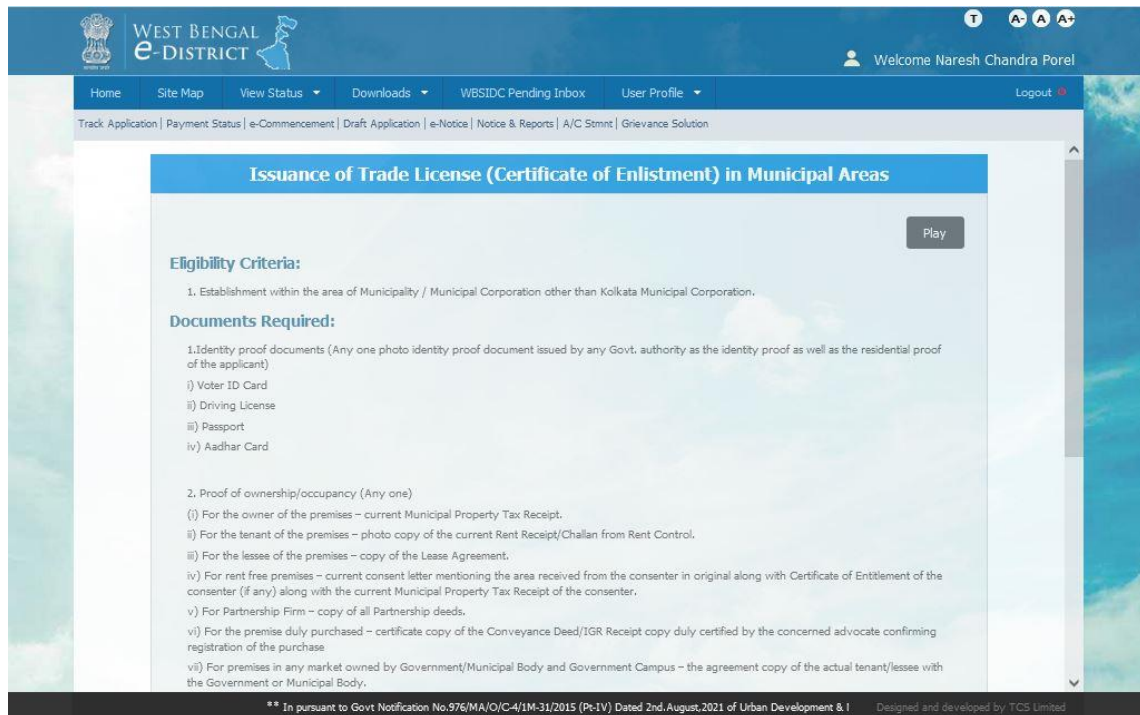 WEST BENGAL
e-DISTRICT
T A- A A+
Welcome Naresh Chandra Porel
Home Site Map View Status Downloads WBSIDC Pending Inbox User Profile Logout
Track Application | Payment Status | e-Commencement | Draft Application | e-Notice | Notice & Reports | A/C Stmnt | Grievance Solution
Issuance of Trade License (Certificate of Enlistment) in Municipal Areas
Play
Eligibility Criteria:
1. Establishment within the area of Municipality / Municipal Corporation other than Kolkata Municipal Corporation.
Documents Required:
1.Identity proof documents (Any one photo identity proof document issued by any Govt. authority as the identity proof as well as the residential proof
of the applicant)
i) Voter ID Card
ii) Driving License
iii) Passport
iv) Aadhar Card
2. Proof of ownership/occupancy (Any one)
(i) For the owner of the premises – current Municipal Property Tax Receipt.
ii) For the tenant of the premises – photo copy of the current Rent Receipt/Challan from Rent Control.
iii) For the lessee of the premises – copy of the Lease Agreement.
iv) For rent free premises – current consent letter mentioning the area received from the consenter in original along with Certificate of Entitlement of the
consenter (if any) along with the current Municipal Property Tax Receipt of the consenter.
v) For Partnership Firm – copy of all Partnership deeds.
vi) For the premise duly purchased – certificate copy of the Conveyance Deed/IGR Receipt copy duly certified by the concerned advocate confirming
registration of the purchase
vii) For premises in any market owned by Government/Municipal Body and Government Campus – the agreement copy of the actual tenant/lessee with
the Government or Municipal Body.
** In pursuant to Govt Notification No.976/MA/O/C-4/1M-31/2015 (Pt-IV) Dated 2nd.August,2021 of Urban Development & Designed and developed by TCS Limited